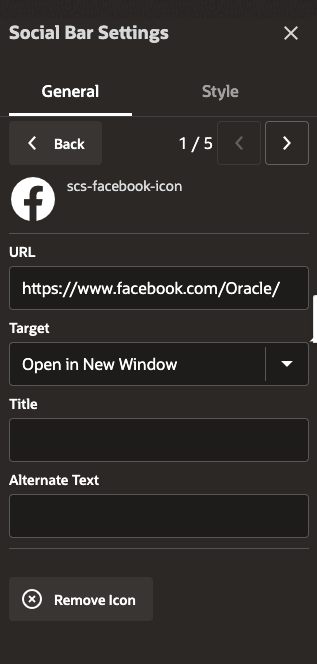 Social Bar Settings
General Style
Back 1 / 5
scs-facebook-icon
URL
https://www.facebook.com/Oracle/
Target
Open in New Window
Title
Alternate Text
Remove Icon